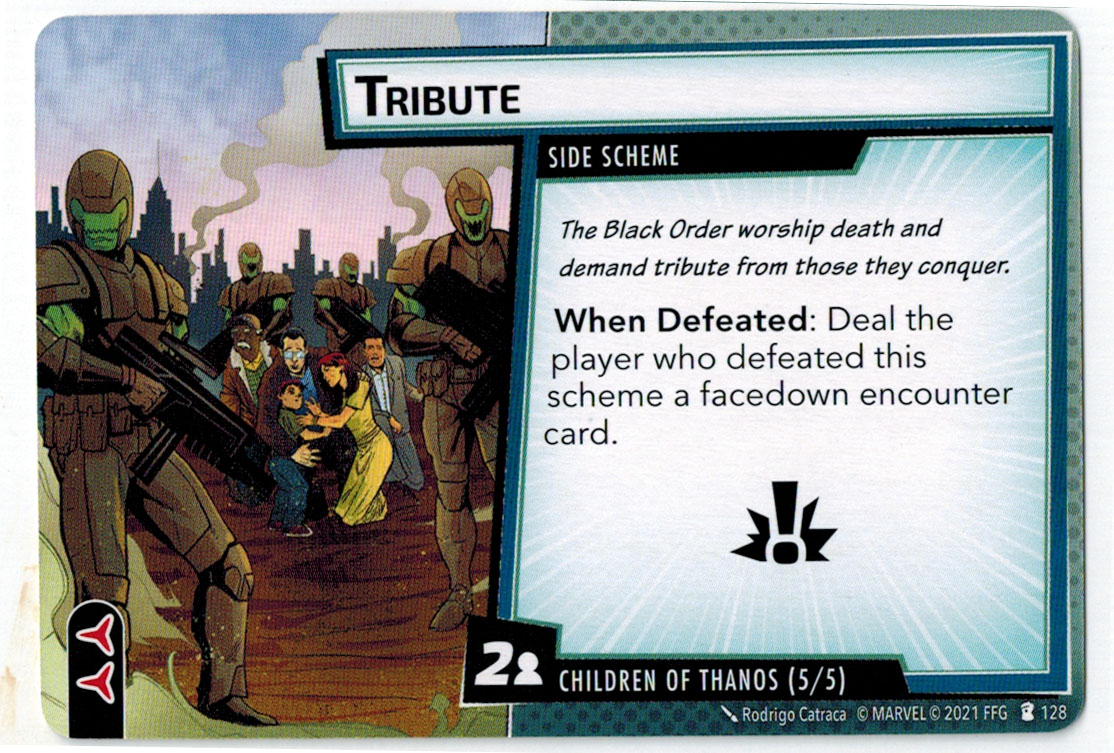 TRIBUTE
SIDE SCHEME
The Black Order worship death and
demand tribute from those they conquer.
When Defeated: Deal the
player who defeated this
scheme a facedown encounter
card.
2
CHILDREN OF THANOS (5/5)
Rodrigo Catraca © MARVEL © 2021 FFG 128